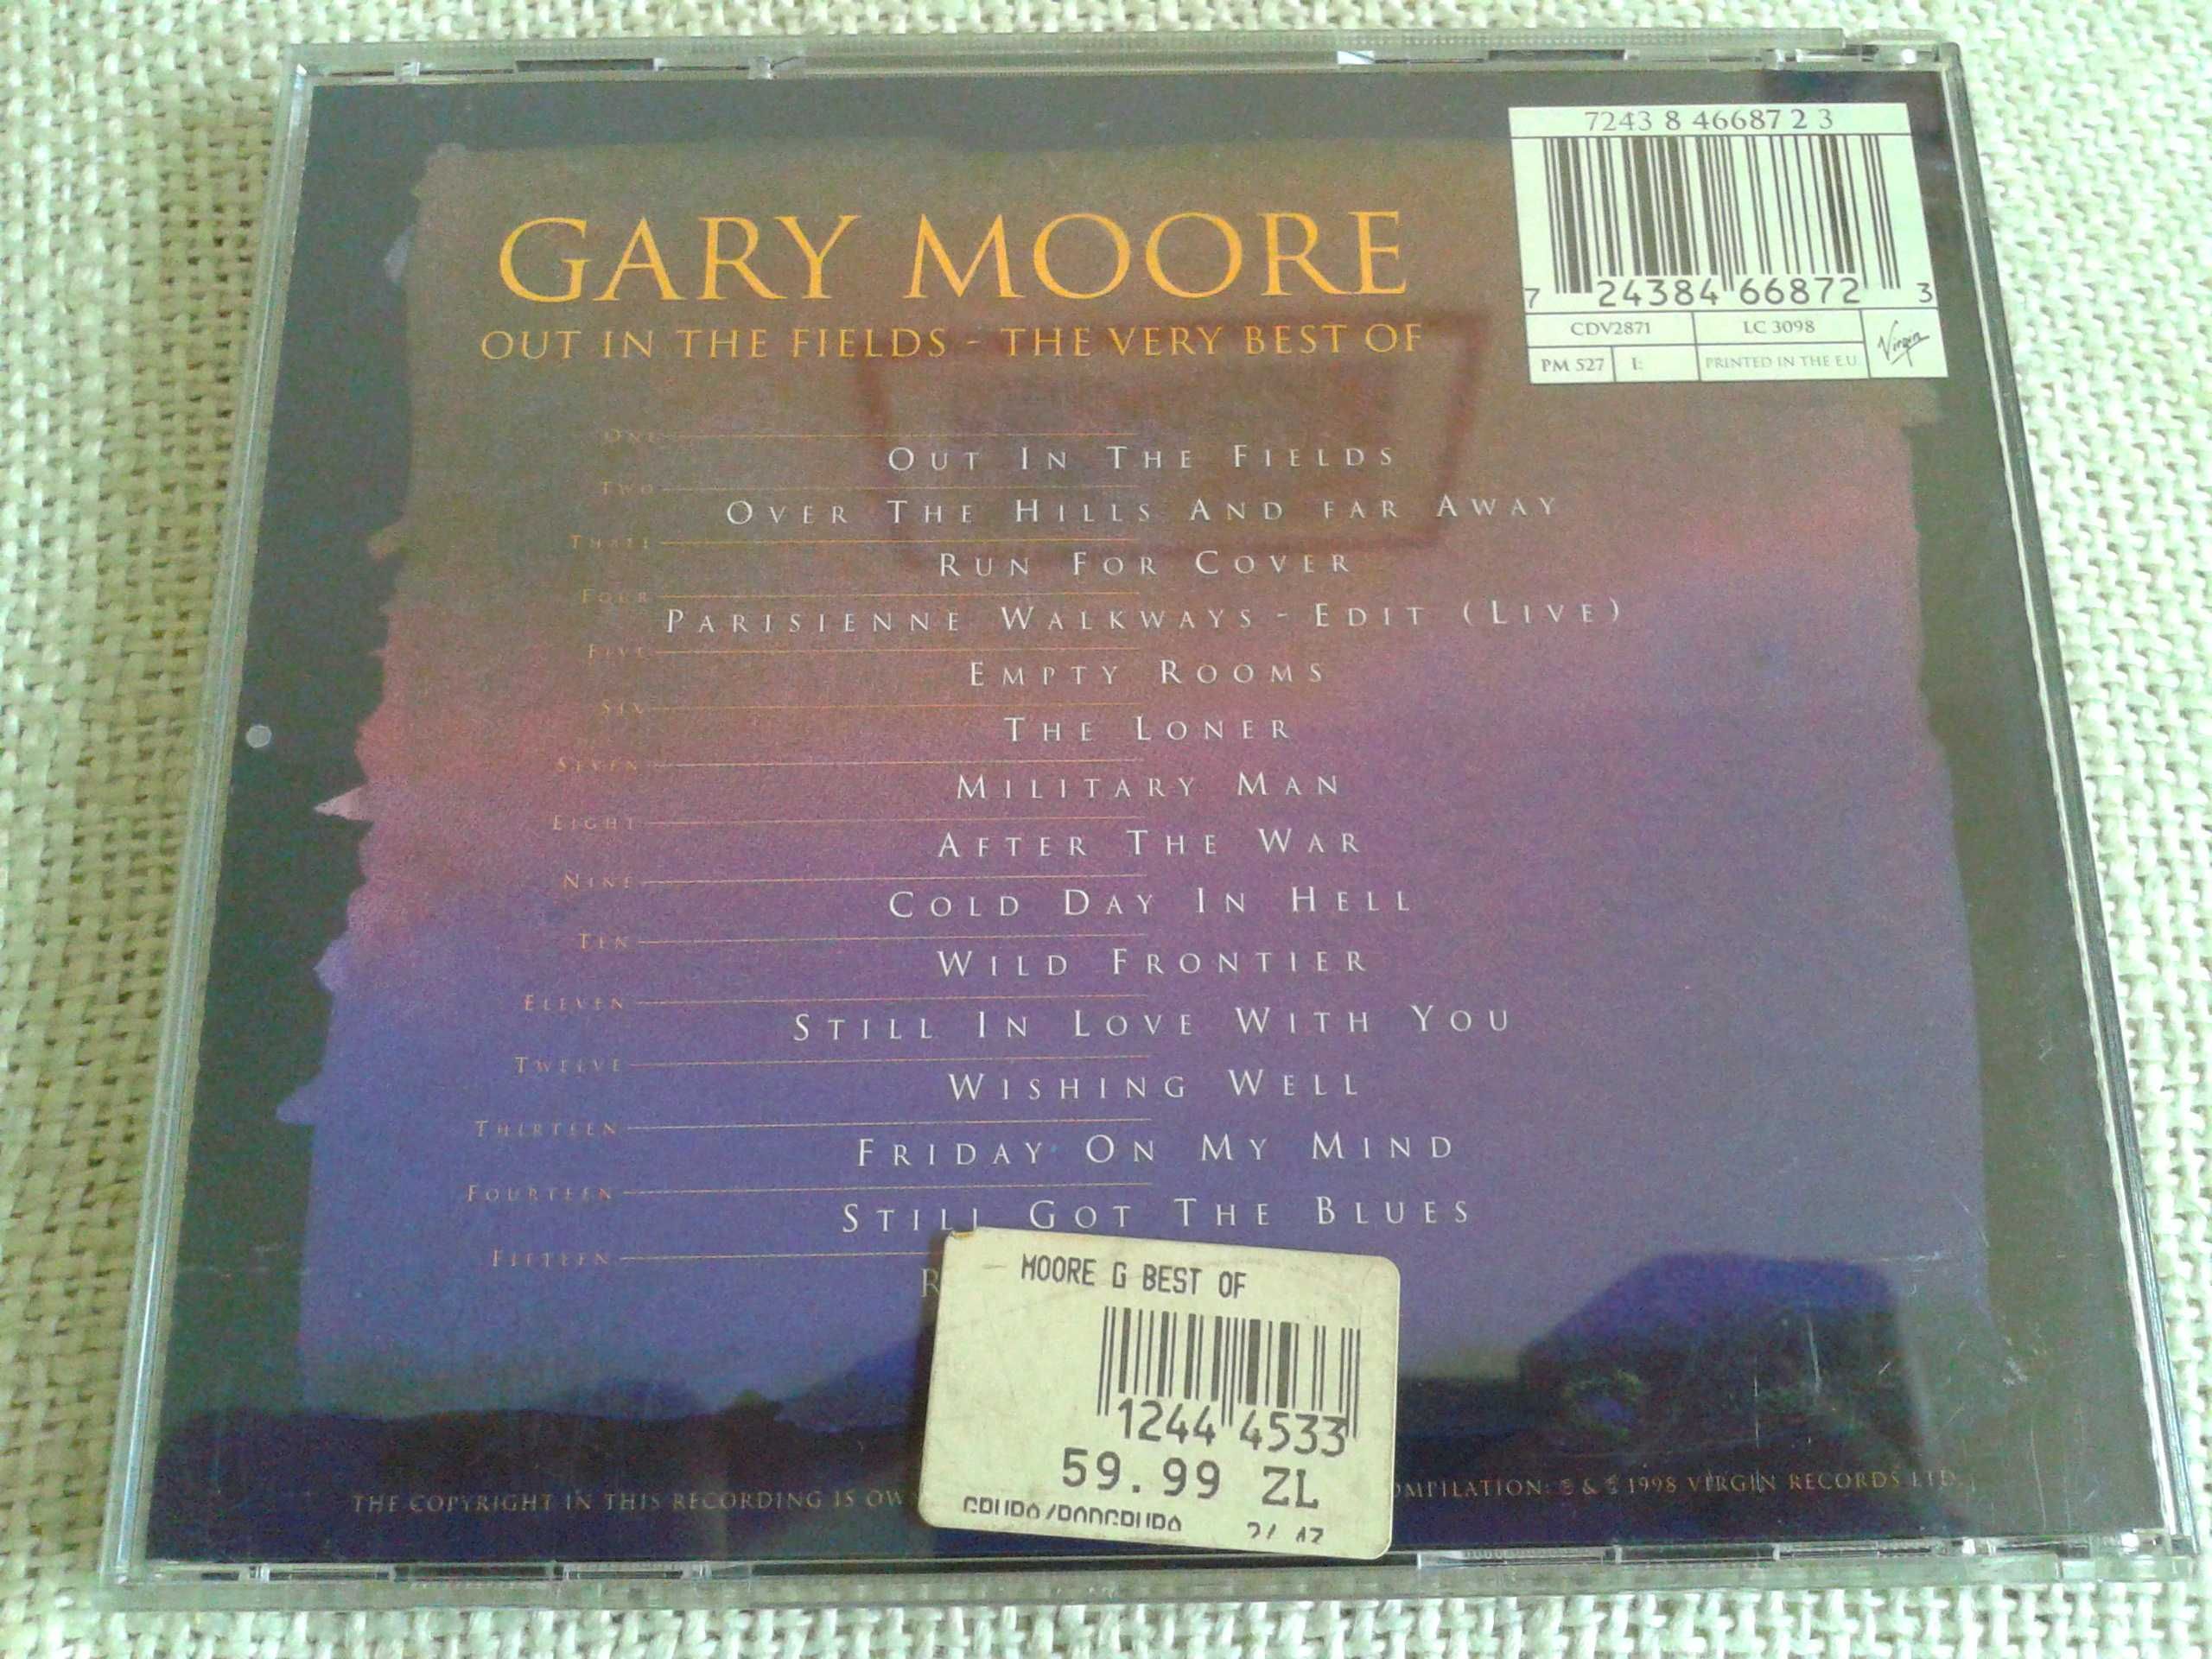 7243 8 46687 2 3
7 24384 66872 3
CDV2871 LC 3098
PM 527 I: PRINTED IN THE E.U. Virgin
GARY MOORE
OUT IN THE FIELDS - THE VERY BEST OF
ONE
OUT IN THE FIELDS
TWO
OVER THE HILLS AND FAR AWAY
THREE
RUN FOR COVER
FOUR
PARISIENNE WALKWAYS - EDIT (LIVE)
FIVE
EMPTY ROOMS
SIX
THE LONER
SEVEN
MILITARY MAN
EIGHT
AFTER THE WAR
NINE
COLD DAY IN HELL
TEN
WILD FRONTIER
ELEVEN
STILL IN LOVE WITH YOU
TWELVE
WISHING WELL
THIRTEEN
FRIDAY ON MY MIND
FOURTEEN
STILL GOT THE BLUES
FIFTEEN
MOORE G BEST OF
1244 4533
59.99 ZL
THE COPYRIGHT IN THIS RECORDING IS ℗ & © 1998 VIRGIN RECORDS LTD.